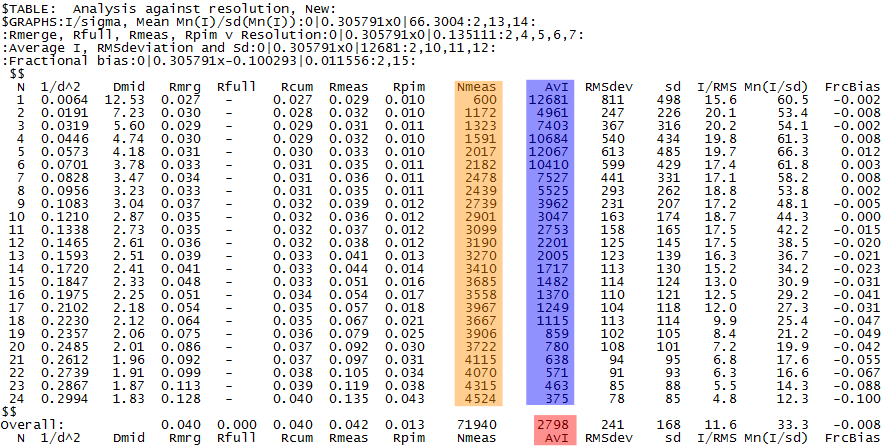 $TABLE: Analysis against resolution, New:
$GRAPHS:I/sigma, Mean Mn(I)/sd(Mn(I)):0|0.305791x0|66.3004:2,13,14:
:Rmerge, Rfull, Rmeas, Rpim v Resolution:0|0.305791x0|0.135111:2,4,5,6,7:
:Average I, RMSdeviation and Sd:0|0.305791x0|12681:2,10,11,12:
:Fractional bias:0|0.305791x-0.100293|0.011556:2,15:
$$
N 1/d^2 Dmid Rmrg Rfull Rcum Rmeas Rpim Nmeas AvI RMSdev sd I/RMS Mn(I/sd) FrcBias
1 0.0064 12.53 0.027 - 0.027 0.029 0.010 600 12681 811 498 15.6 60.5 -0.002
2 0.0191 7.23 0.030 - 0.028 0.032 0.010 1172 4961 247 226 20.1 53.4 -0.008
3 0.0319 5.60 0.029 - 0.029 0.031 0.011 1323 7403 367 316 20.2 54.1 -0.002
4 0.0446 4.74 0.030 - 0.029 0.032 0.010 1591 10684 540 434 19.8 61.3 0.008
5 0.0573 4.18 0.031 - 0.030 0.033 0.010 2017 12067 613 485 19.7 66.3 0.012
6 0.0701 3.78 0.033 - 0.031 0.035 0.011 2182 10410 599 429 17.4 61.8 0.003
7 0.0828 3.47 0.034 - 0.031 0.036 0.011 2478 7527 441 331 17.1 58.2 0.008
8 0.0956 3.23 0.033 - 0.031 0.035 0.011 2439 5525 293 262 18.8 53.8 0.002
9 0.1083 3.04 0.037 - 0.032 0.039 0.012 2739 3962 231 207 17.2 48.1 -0.005
10 0.1210 2.87 0.035 - 0.032 0.036 0.011 2901 3047 163 174 18.7 44.3 0.000
11 0.1338 2.73 0.035 - 0.032 0.037 0.012 3099 2753 158 165 17.5 42.2 -0.015
12 0.1465 2.61 0.036 - 0.032 0.038 0.012 3190 2201 125 145 17.5 38.5 -0.020
13 0.1593 2.51 0.039 - 0.033 0.041 0.013 3270 2005 123 139 16.3 36.7 -0.021
14 0.1720 2.41 0.041 - 0.033 0.044 0.014 3410 1717 113 130 15.2 34.2 -0.023
15 0.1847 2.33 0.048 - 0.033 0.051 0.016 3685 1482 114 124 13.0 30.9 -0.031
16 0.1975 2.25 0.051 - 0.034 0.054 0.017 3558 1370 110 121 12.5 29.2 -0.041
17 0.2102 2.18 0.054 - 0.035 0.057 0.018 3967 1249 104 118 12.0 27.3 -0.031
18 0.2230 2.12 0.064 - 0.035 0.067 0.021 3667 1115 113 114 9.9 25.4 -0.047
19 0.2357 2.06 0.075 - 0.036 0.079 0.025 3906 859 102 105 8.4 21.2 -0.049
20 0.2485 2.01 0.086 - 0.037 0.092 0.030 3722 780 108 101 7.2 19.9 -0.042
21 0.2612 1.96 0.092 - 0.037 0.097 0.031 4115 638 94 95 6.8 17.6 -0.055
22 0.2739 1.91 0.099 - 0.038 0.105 0.034 4070 571 91 93 6.3 16.6 -0.067
23 0.2867 1.87 0.113 - 0.039 0.119 0.038 4315 463 85 88 5.5 14.3 -0.088
24 0.2994 1.83 0.128 - 0.040 0.135 0.043 4524 375 78 85 4.8 12.3 -0.100
$$
Overall: 0.040 0.000 0.040 0.042 0.013 71940 2798 241 168 11.6 33.3 -0.008
N 1/d^2 Dmid Rmrg Rfull Rcum Rmeas Rpim Nmeas AvI RMSdev sd I/RMS Mn(I/sd) FrcBias